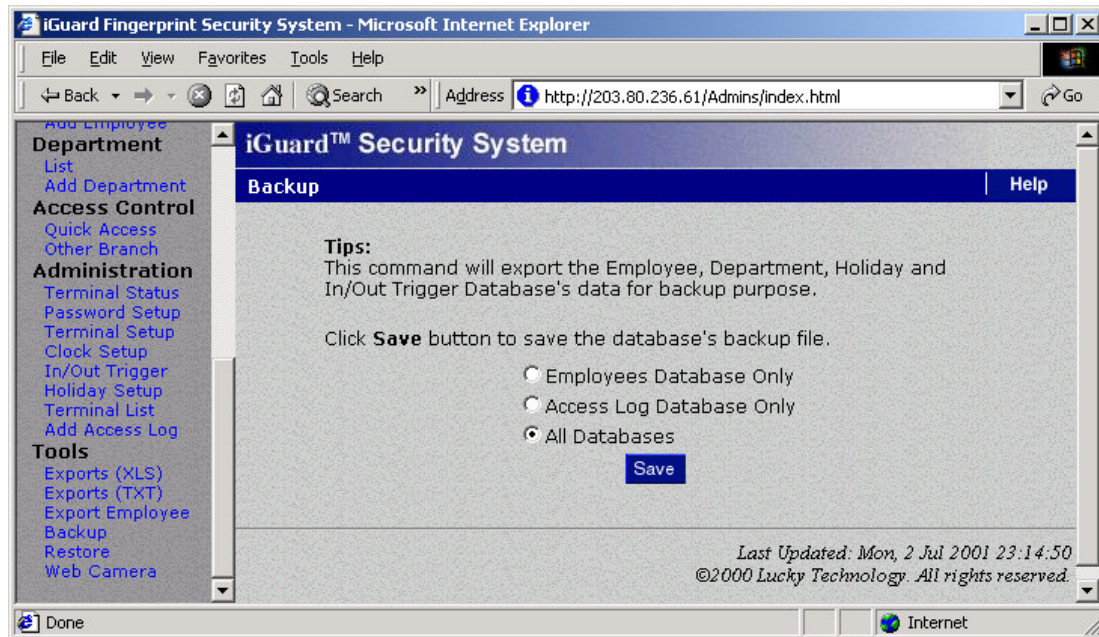 iGuard Fingerprint Security System - Microsoft Internet Explorer
File Edit View Favorites Tools Help
Back Search » Address http://203.80.236.61/Admins/index.html Go
Add Employee
Department
List
Add Department
Access Control
Quick Access
Other Branch
Administration
Terminal Status
Password Setup
Terminal Setup
Clock Setup
In/Out Trigger
Holiday Setup
Terminal List
Add Access Log
Tools
Exports (XLS)
Exports (TXT)
Export Employee
Backup
Restore
Web Camera
iGuard™ Security System
Backup Help
Tips:
This command will export the Employee, Department, Holiday and
In/Out Trigger Database's data for backup purpose.
Click Save button to save the database's backup file.
Employees Database Only
Access Log Database Only
All Databases
Save
Last Updated: Mon, 2 Jul 2001 23:14:50
©2000 Lucky Technology. All rights reserved.
Done Internet